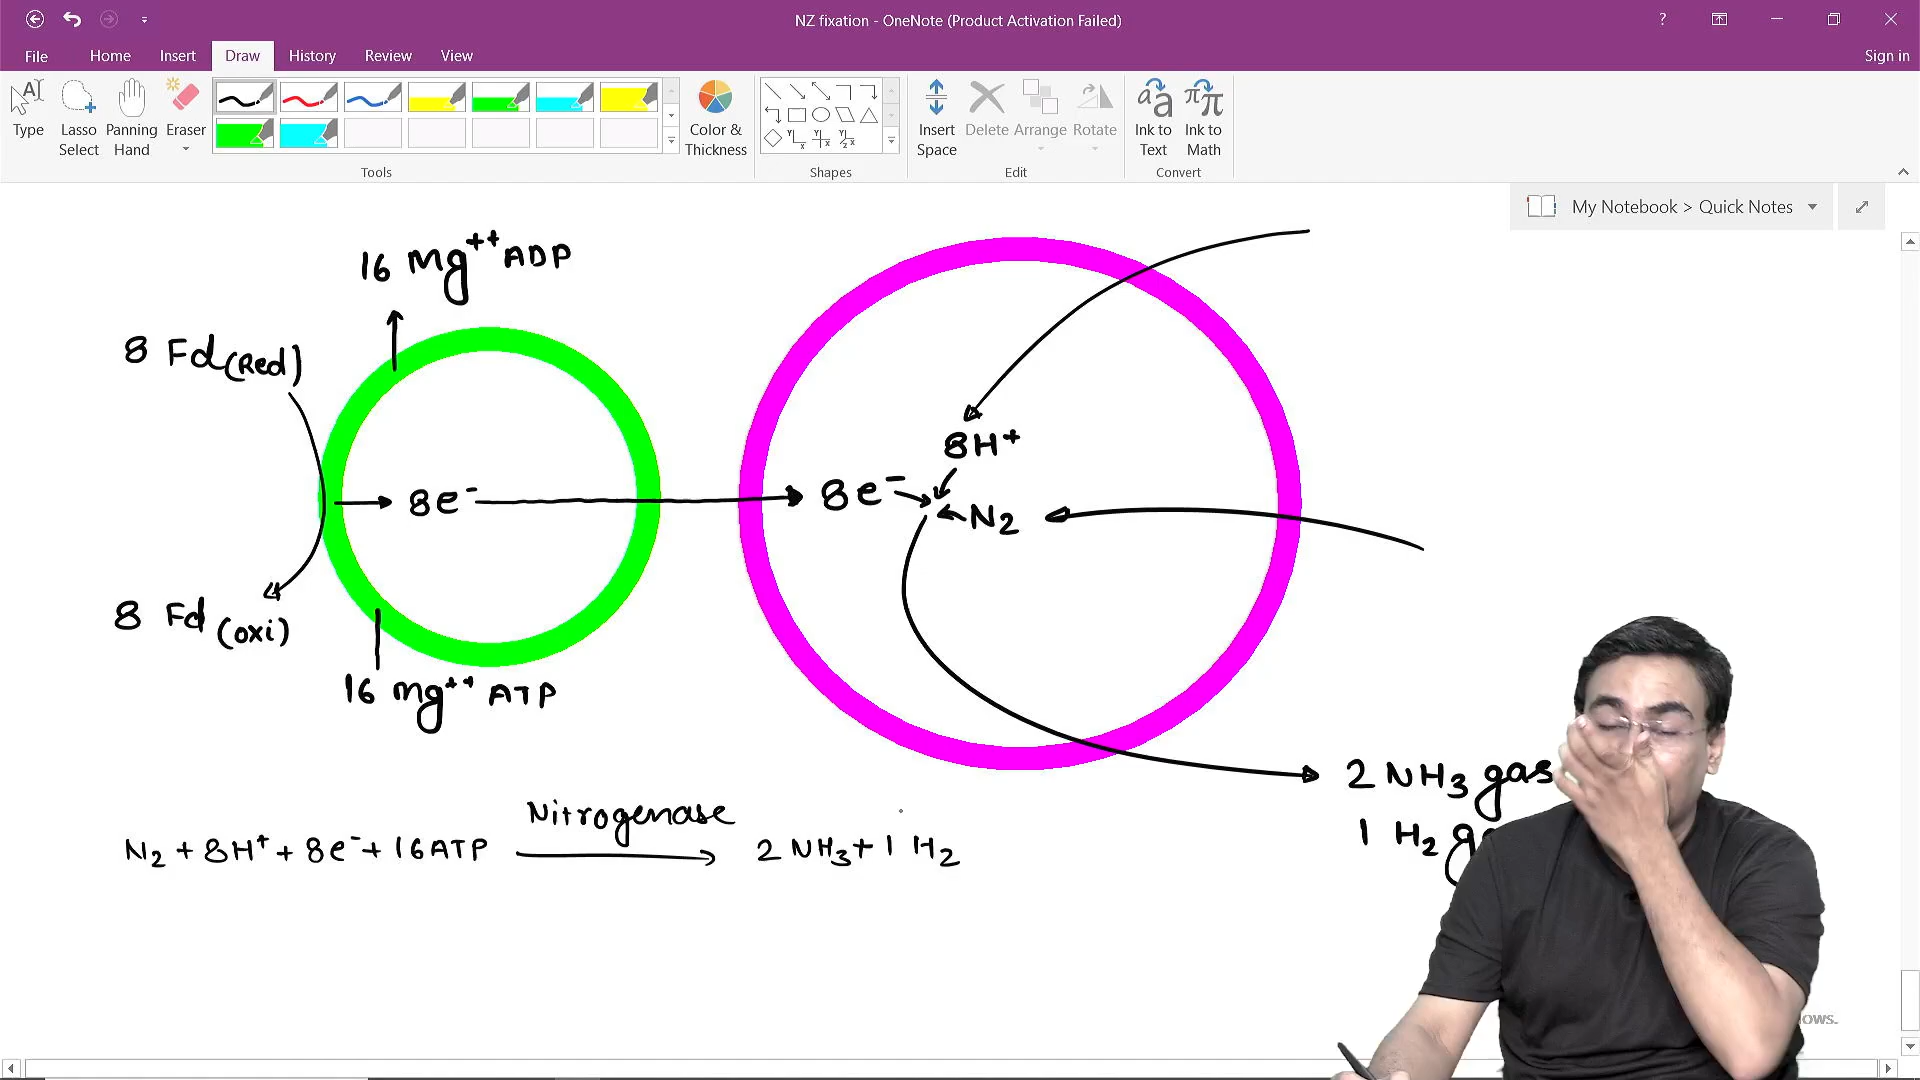 NZ fixation - OneNote (Product Activation Failed)
?
File Home Insert Draw History Review View Sign in
Type
Lasso Select
Panning Hand
Eraser
Color & Thickness
Insert Space
Delete
Arrange
Rotate
Ink to Text
Ink to Math
Tools Shapes Edit Convert
My Notebook > Quick Notes
16 Mg++ ADP
8 Fd(Red)
8H+
8e-
8e-
N2
8 Fd (oxi)
16 mg++ ATP
2 NH3 gas
1 H2
Nitrogenase
N2 + 8H+ + 8e- + 16ATP 2 NH3 + 1 H2